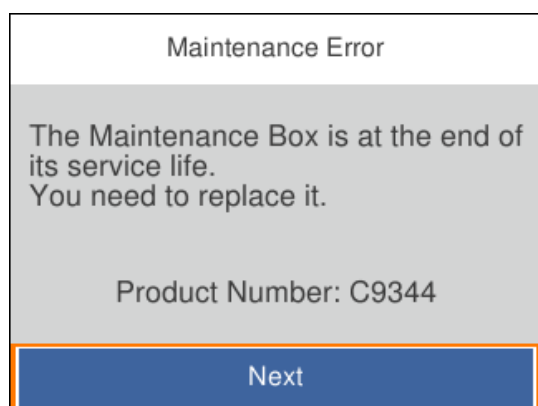 Maintenance Error
The Maintenance Box is at the end of
its service life.
You need to replace it.
Product Number: C9344
Next